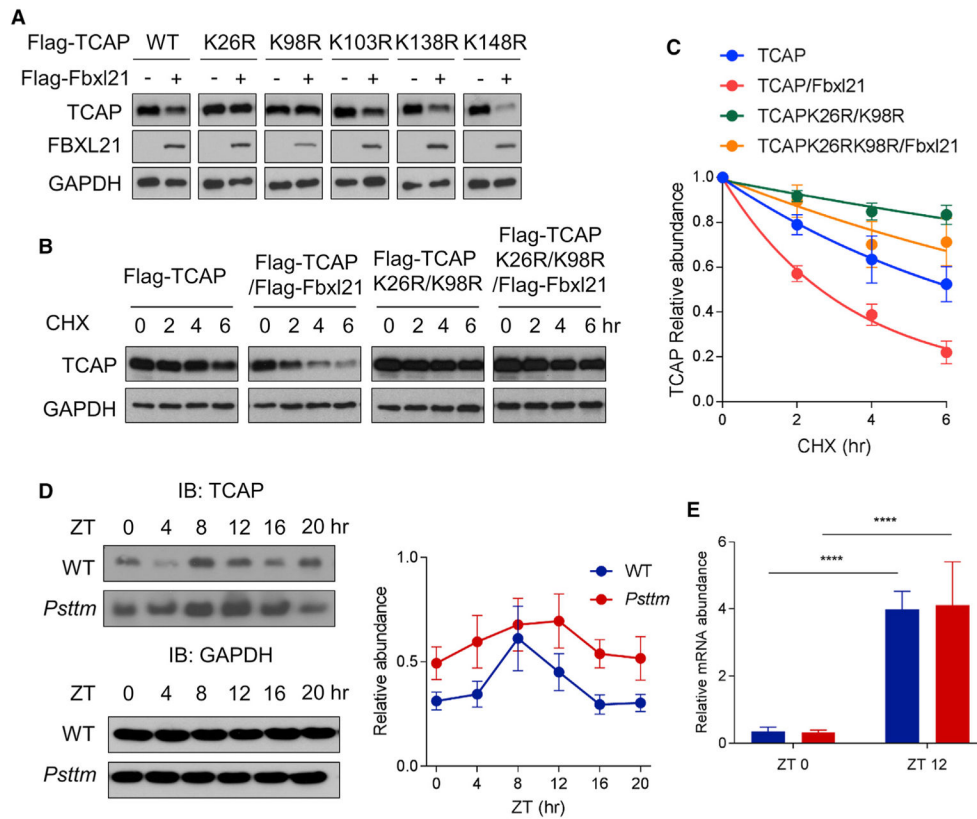 A
Flag-TCAP WT K26R K98R K103R K138R K148R
Flag-Fbxl21 - + - + - + - + - + - +
TCAP
FBXL21
GAPDH
B
Flag-TCAP
Flag-TCAP
/Flag-Fbxl21
Flag-TCAP
K26R/K98R
Flag-TCAP
K26R/K98R
/Flag-Fbxl21
CHX 0 2 4 6 0 2 4 6 0 2 4 6 0 2 4 6 hr
TCAP
GAPDH
C
TCAP
TCAP/Fbxl21
TCAPK26R/K98R
TCAPK26RK98R/Fbxl21
TCAP Relative abundance
1.0
0.8
0.6
0.4
0.2
0.0
0 2 4 6
CHX (hr)
D
IB: TCAP
ZT 0 4 8 12 16 20 hr
WT
Psttm
IB: GAPDH
ZT 0 4 8 12 16 20 hr
WT
Psttm
WT
Psttm
Relative abundance
1.0
0.5
0.0
0 4 8 12 16 20
ZT (hr)
E
****
****
Relative mRNA abundance
6
4
2
0
ZT 0 ZT 12